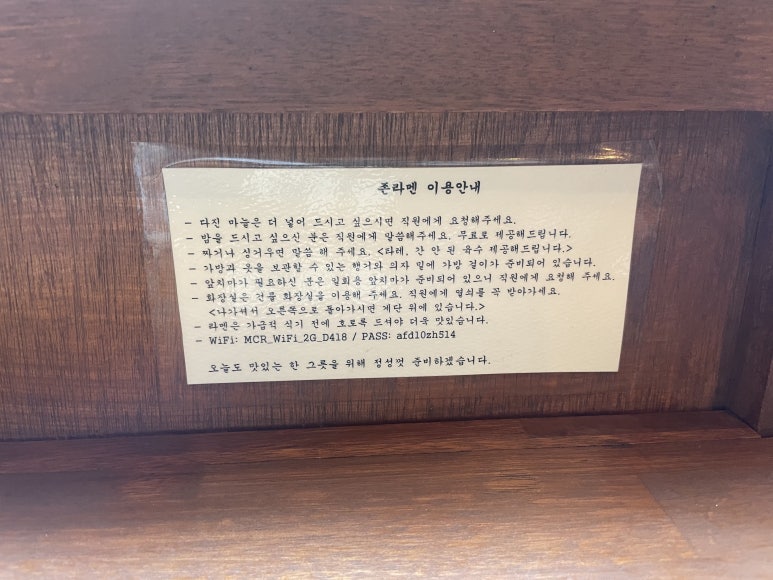 존라멘 이용안내
- 다진 마늘은 더 넣어 드시고 싶으시면 직원에게 요청해주세요.
- 밥을 드시고 싶으신 분은 직원에게 말씀해주세요. 무료로 제공해드립니다.
- 짜거나 싱거우면 말씀 해 주세요. <타레, 간 안 된 육수 제공해드립니다.>
- 가방과 옷을 보관할 수 있는 행거와 의자 밑에 가방 걸이가 준비되어 있습니다.
- 앞치마가 필요하신 분은 일회용 앞치마가 준비되어 있으니 직원에게 요청해 주세요.
- 화장실은 건물 화장실을 이용해 주세요. 직원에게 열쇠를 꼭 받아가세요.
<나가셔서 오른쪽으로 돌아가시면 계단 위에 있습니다.>
- 라멘은 가급적 식기 전에 호로록 드셔야 더욱 맛있습니다.
- WiFi: MCR_WiFi_2G_D418 / PASS: afd10zh514
오늘도 맛있는 한 그릇을 위해 정성껏 준비하겠습니다.